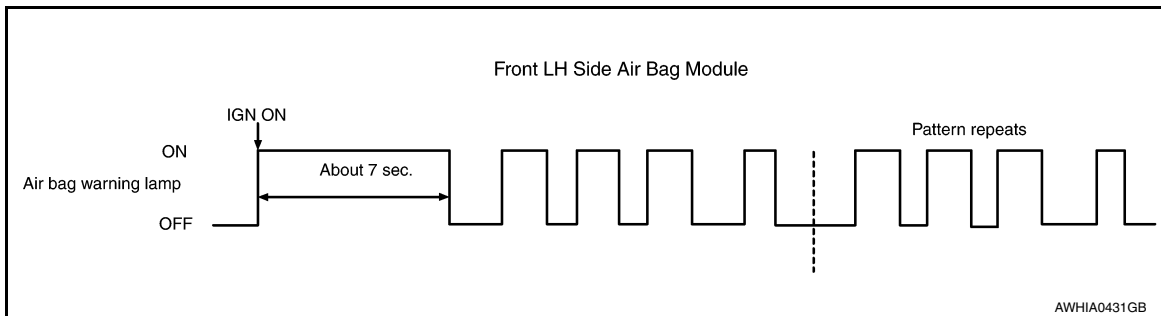 Front LH Side Air Bag Module
IGN ON
Pattern repeats
ON
About 7 sec.
Air bag warning lamp
OFF
AWHIA0431GB